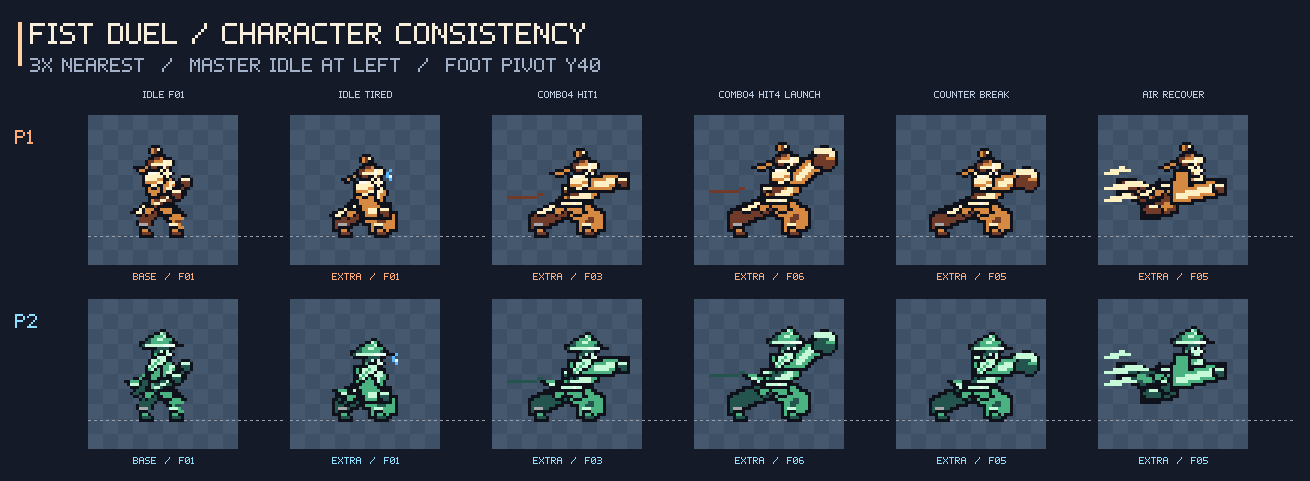 FIST DUEL / CHARACTER CONSISTENCY
3X NEAREST / MASTER IDLE AT LEFT / FOOT PIVOT Y40
IDLE F01 IDLE TIRED COMBO4 HIT1 COMBO4 HIT4 LAUNCH COUNTER BREAK AIR RECOVER
P1
BASE / F01 EXTRA / F01 EXTRA / F03 EXTRA / F06 EXTRA / F05 EXTRA / F05
P2
BASE / F01 EXTRA / F01 EXTRA / F03 EXTRA / F06 EXTRA / F05 EXTRA / F05